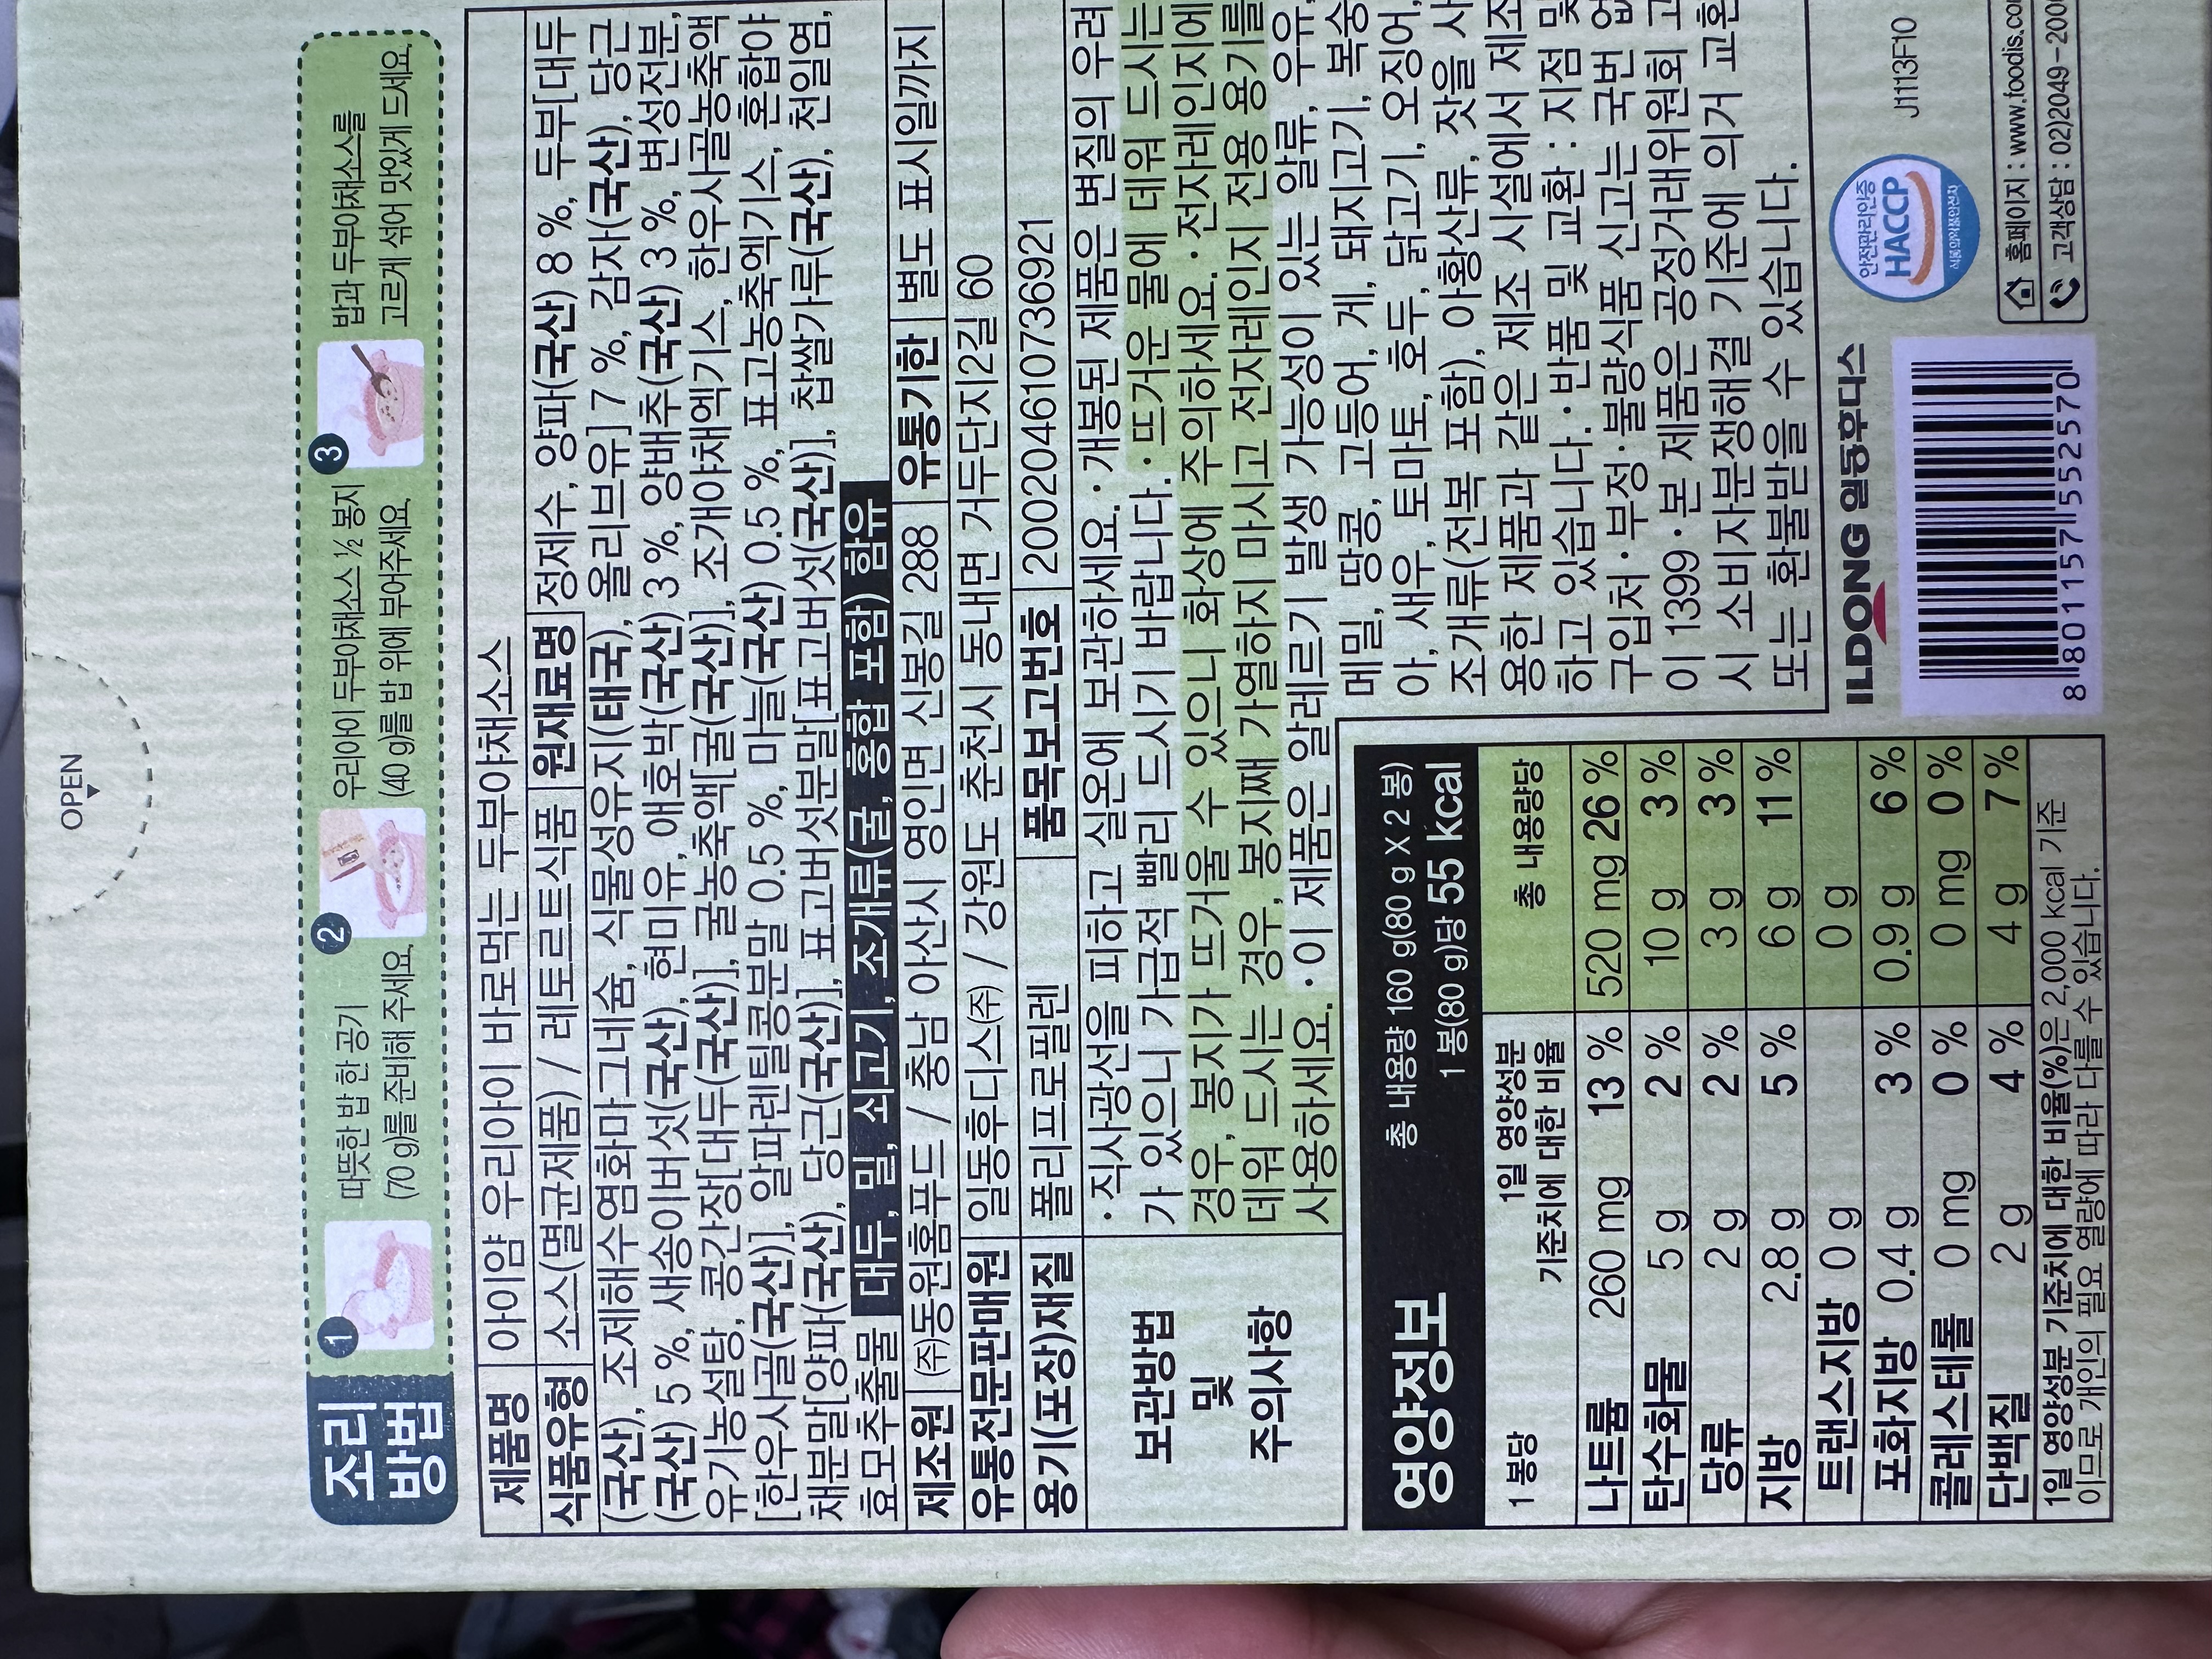 OPEN
조리
방법
1
따뜻한 밥 한 공기
(70 g)를 준비해 주세요.
2
우리아이 두부야채소스 ½ 봉지
(40 g)를 밥 위에 부어주세요.
3
밥과 두부야채소스를
고르게 섞어 맛있게 드세요.
제품명 아이얌 우리아이 바로먹는 두부야채소스
식품유형 소스(멸균제품) / 레토르트식품 원재료명 정제수, 양파(국산) 8 %, 두부[대두
(국산), 조제해수염화마그네슘, 식물성유지(태국), 올리브유] 7 %, 감자(국산), 당근
(국산) 5 %, 새송이버섯(국산), 현미유, 애호박(국산) 3 %, 양배추(국산) 3 %, 변성전분,
유기농설탕, 콩간장[대두(국산)], 굴농축액[굴(국산)], 조개야채엑기스, 한우사골농축액
[한우사골(국산)], 알파렌틸콩분말 0.5 %, 마늘(국산) 0.5 %, 표고농축엑기스, 혼합야
채분말[양파(국산), 당근(국산)], 표고버섯분말[표고버섯(국산)], 찹쌀가루(국산), 천일염,
효모추출물 대두, 밀, 쇠고기, 조개류(굴, 홍합 포함) 함유
제조원 (주)동원홈푸드 / 충남 아산시 영인면 신봉길 288 유통기한 별도 표시일까지
유통전문판매원 일동후디스(주) / 강원도 춘천시 동내면 거두단지2길 60
용기(포장)재질 폴리프로필렌 품목보고번호 200204610736921
보관방법
및
주의사항
·직사광선을 피하고 실온에 보관하세요. ·개봉된 제품은 변질의 우려
가 있으니 가급적 빨리 드시기 바랍니다. ·뜨거운 물에 데워 드시는
경우, 봉지가 뜨거울 수 있으니 화상에 주의하세요. ·전자레인지에
데워 드시는 경우, 봉지째 가열하지 마시고 전자레인지 전용 용기를
사용하세요. ·이 제품은 알레르기 발생 가능성이 있는 알류, 우유,
메밀, 땅콩, 고등어, 게, 돼지고기, 복숭
아, 새우, 토마토, 호두, 닭고기, 오징어,
조개류(전복 포함), 아황산류, 잣을 사
용한 제품과 같은 제조 시설에서 제조
하고 있습니다. ·반품 및 교환 : 지점 및
구입처 ·부정·불량식품 신고는 국번 없
이 1399 ·본 제품은 공정거래위원회 고
시 소비자분쟁해결 기준에 의거 교환
또는 환불받을 수 있습니다.
영양정보
총 내용량 160 g(80 g X 2 봉)
1 봉(80 g)당 55 kcal
1 봉당 1일 영양성분
기준치에 대한 비율 총 내용량당
나트륨 260 mg 13 % 520 mg 26 %
탄수화물 5 g 2 % 10 g 3 %
당류 2 g 2 % 3 g 3 %
지방 2.8 g 5 % 6 g 11 %
트랜스지방 0 g 0 g
포화지방 0.4 g 3 % 0.9 g 6 %
콜레스테롤 0 mg 0 % 0 mg 0 %
단백질 2 g 4 % 4 g 7 %
1일 영양성분 기준치에 대한 비율(%)은 2,000 kcal 기준
이므로 개인의 필요 열량에 따라 다를 수 있습니다.
ILDONG 일동후디스
8 801157 552570
안전관리인증
HACCP
식품의약품안전처
J1113F10
홈페이지 : www.foodis.co
고객상담 : 02)2049-200